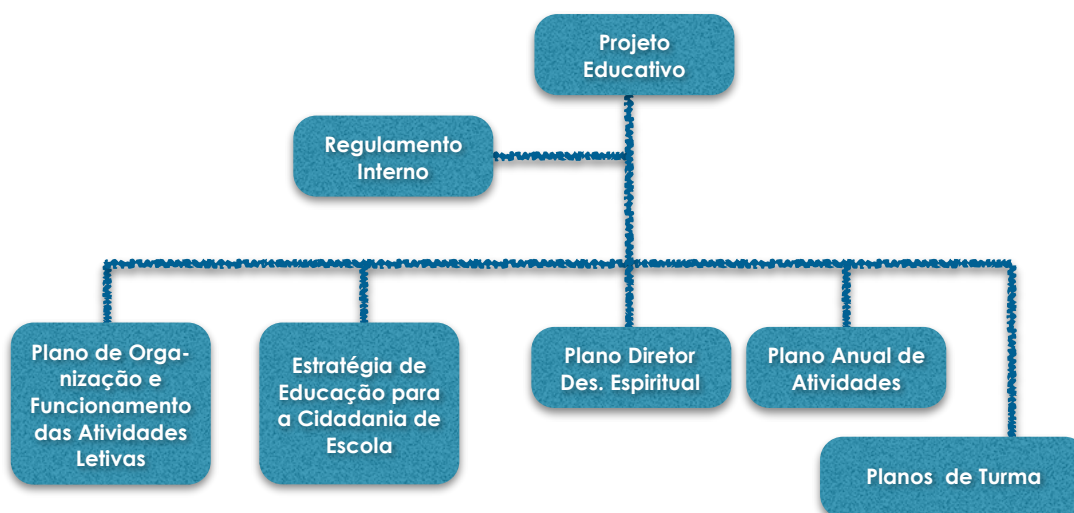 Projeto
Educativo
Regulamento
Interno
Plano de Orga-
nização e
Funcionamento
das Atividades
Letivas
Estratégia de
Educação para
a Cidadania de
Escola
Plano Diretor
Des. Espiritual
Plano Anual de
Atividades
Planos de Turma